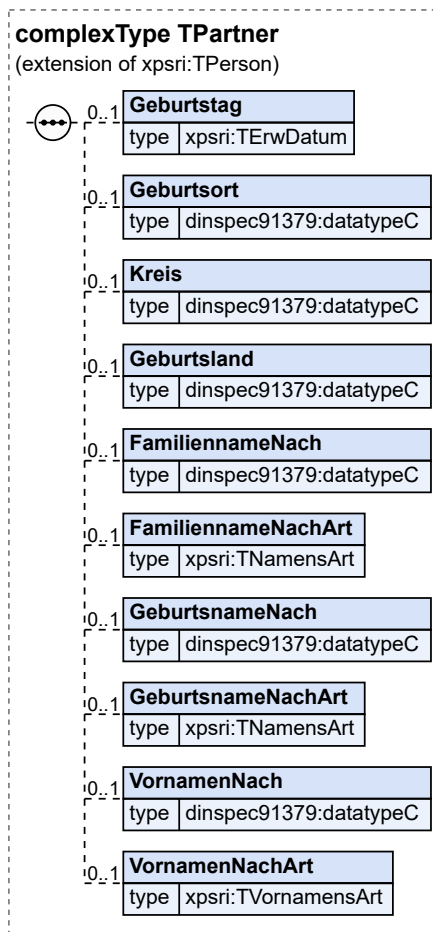 complexType TPartner
(extension of xpsri:TPerson)
0..1 Geburtstag
type xpsri:TErwDatum
0..1 Geburtsort
type dinspec91379:datatypeC
0..1 Kreis
type dinspec91379:datatypeC
0..1 Geburtsland
type dinspec91379:datatypeC
0..1 FamiliennameNach
type dinspec91379:datatypeC
0..1 FamiliennameNachArt
type xpsri:TNamensArt
0..1 GeburtsnameNach
type dinspec91379:datatypeC
0..1 GeburtsnameNachArt
type xpsri:TNamensArt
0..1 VornamenNach
type dinspec91379:datatypeC
0..1 VornamenNachArt
type xpsri:TVornamensArt